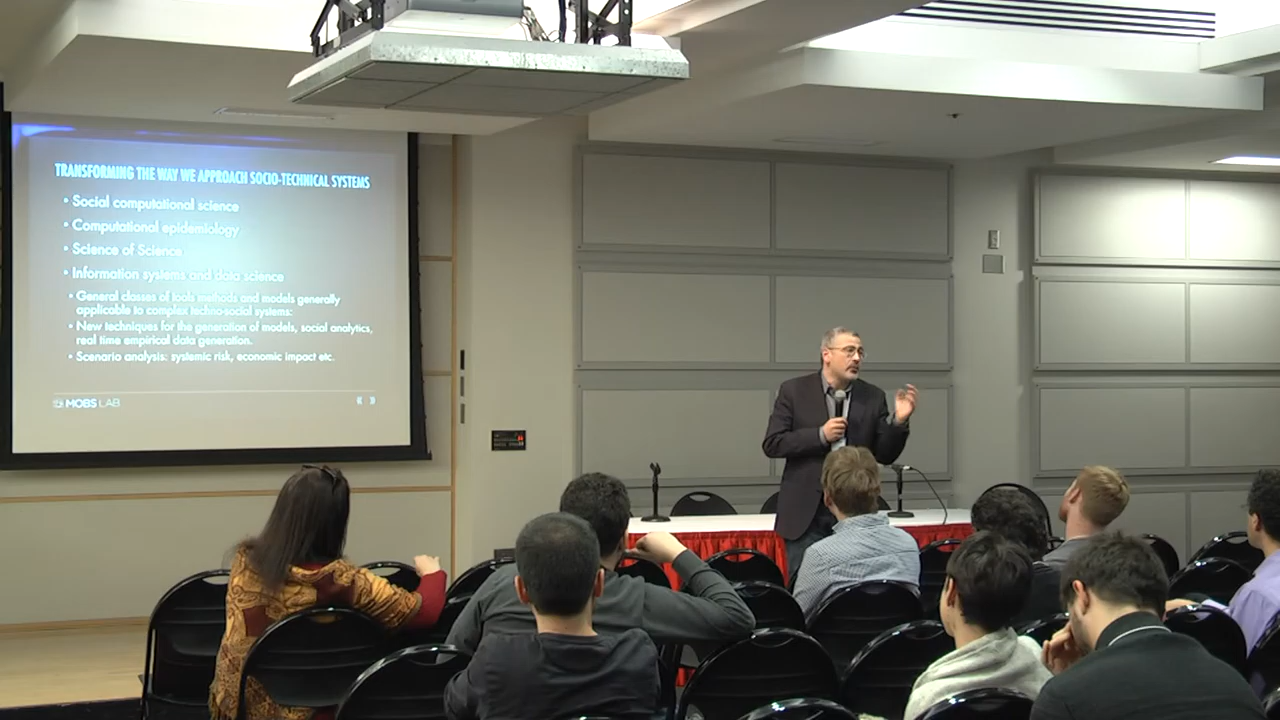 TRANSFORMING THE WAY WE APPROACH SOCIO-TECHNICAL SYSTEMS
• Social computational science
• Computational epidemiology
• Science of Science
• Information systems and data science
• General classes of tools methods and models generally
applicable to complex techno-social systems:
• New techniques for the generation of models, social analytics,
real time empirical data generation.
• Scenario analysis: systemic risk, economic impact etc.
MOBS LAB